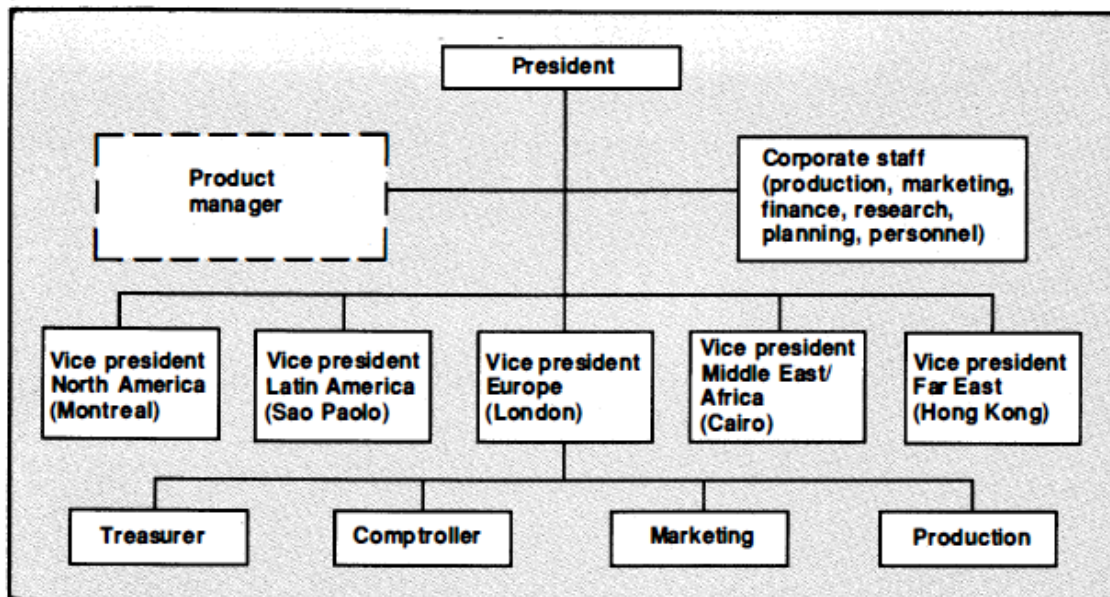 President
Product
manager
Corporate staff
(production, marketing,
finance, research,
planning, personnel)
Vice president
North America
(Montreal)
Vice president
Latin America
(Sao Paolo)
Vice president
Europe
(London)
Vice president
Middle East/
Africa
(Cairo)
Vice president
Far East
(Hong Kong)
Treasurer
Comptroller
Marketing
Production